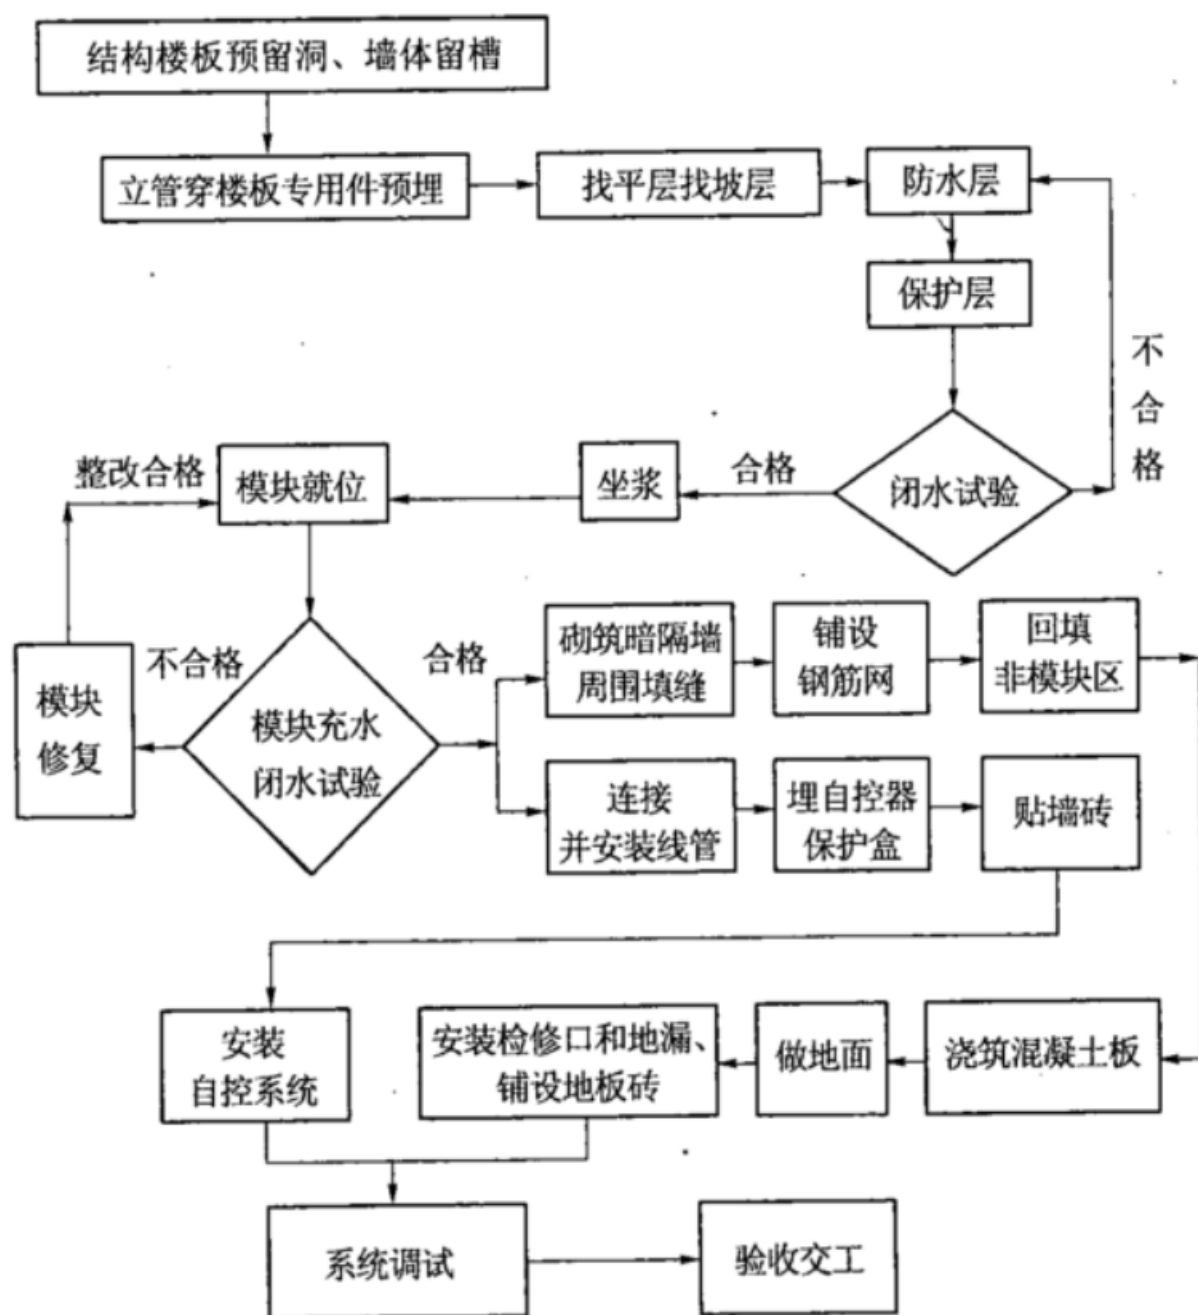 结构楼板预留洞、墙体留槽
立管穿楼板专用件预埋
找平层找坡层
防水层
保护层
不
合
格
闭水试验
合格
坐浆
模块就位
整改合格
模块
修复
不合格
模块充水
闭水试验
合格
砌筑暗隔墙
周围填缝
铺设
钢筋网
回填
非模块区
连接
并安装线管
埋自控器
保护盒
贴墙砖
安装
自控系统
安装检修口和地漏、
铺设地板砖
做地面
浇筑混凝土板
系统调试
验收交工